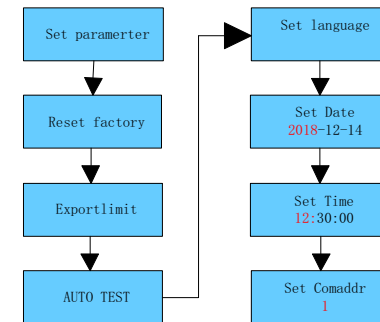 Set paramerter
Reset factory
Exportlimit
AUTO TEST
Set language
Set Date
2018-12-14
Set Time
12:30:00
Set Comaddr
1